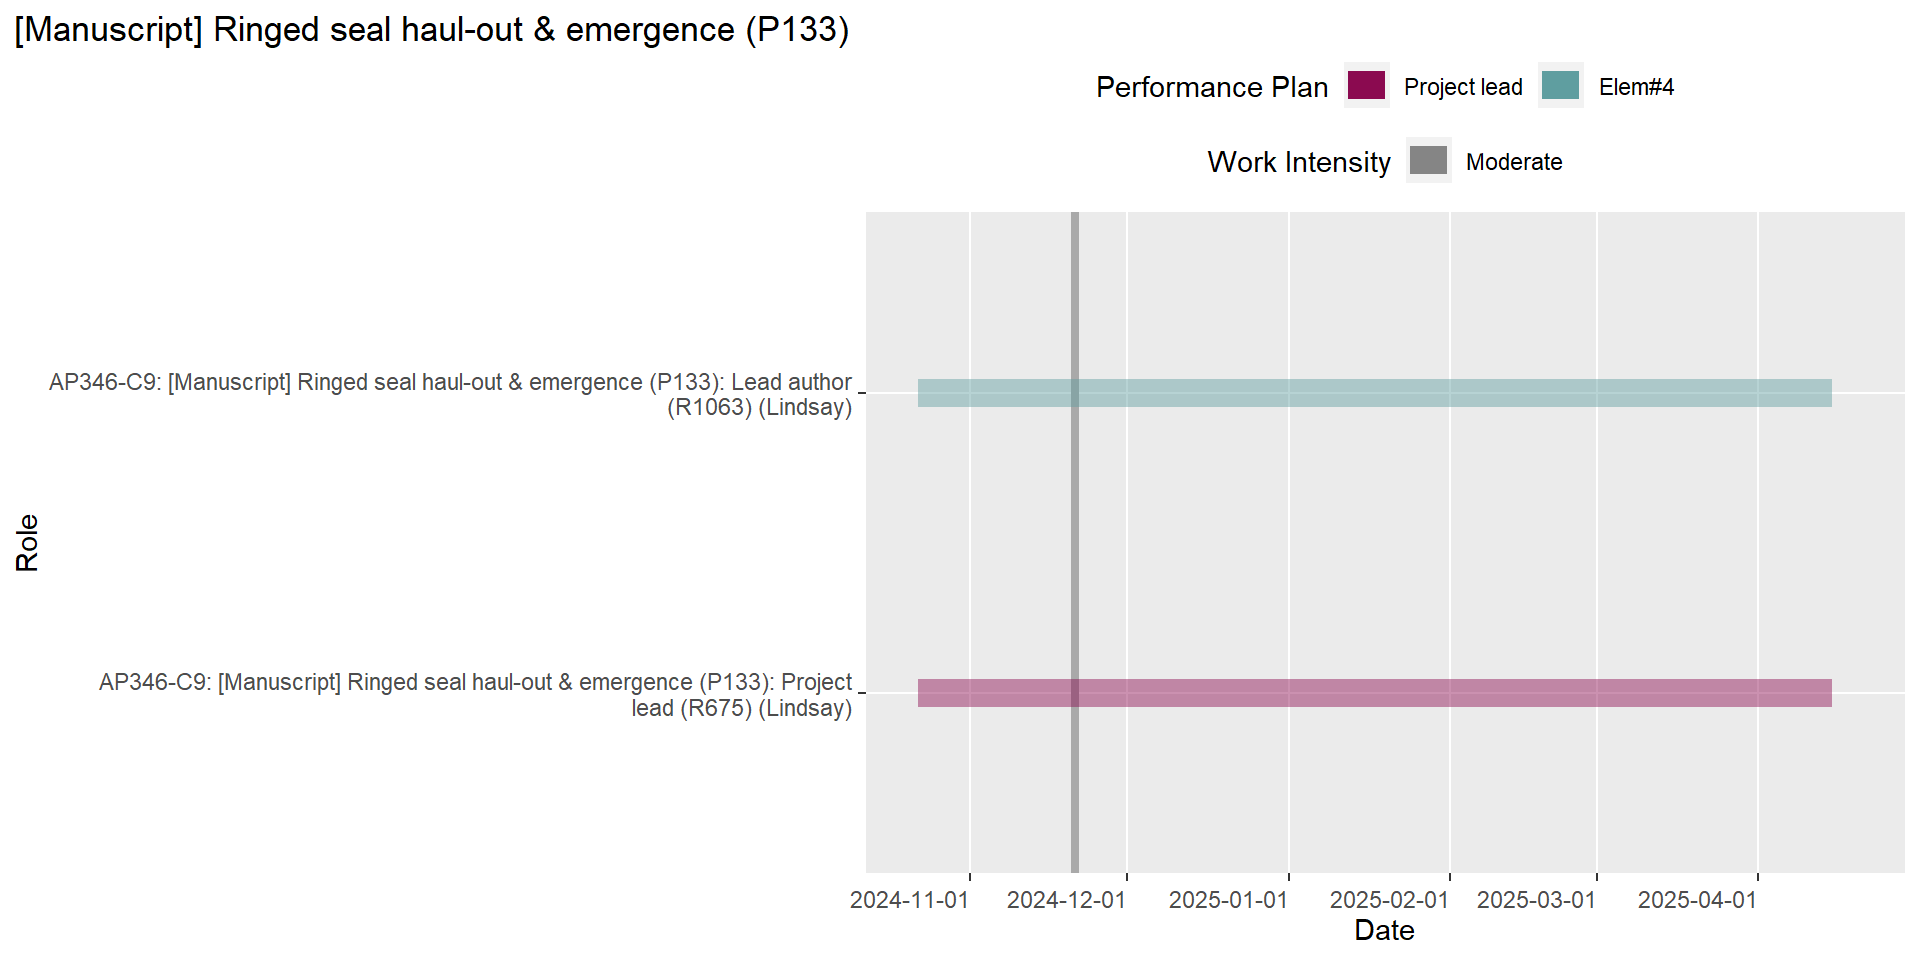 [Manuscript] Ringed seal haul-out & emergence (P133)
Performance Plan Project lead Elem#4
Work Intensity Moderate
AP346-C9: [Manuscript] Ringed seal haul-out & emergence (P133): Lead author
(R1063) (Lindsay)
Role
AP346-C9: [Manuscript] Ringed seal haul-out & emergence (P133): Project
lead (R675) (Lindsay)
2024-11-01 2024-12-01 2025-01-01 2025-02-01 2025-03-01 2025-04-01
Date